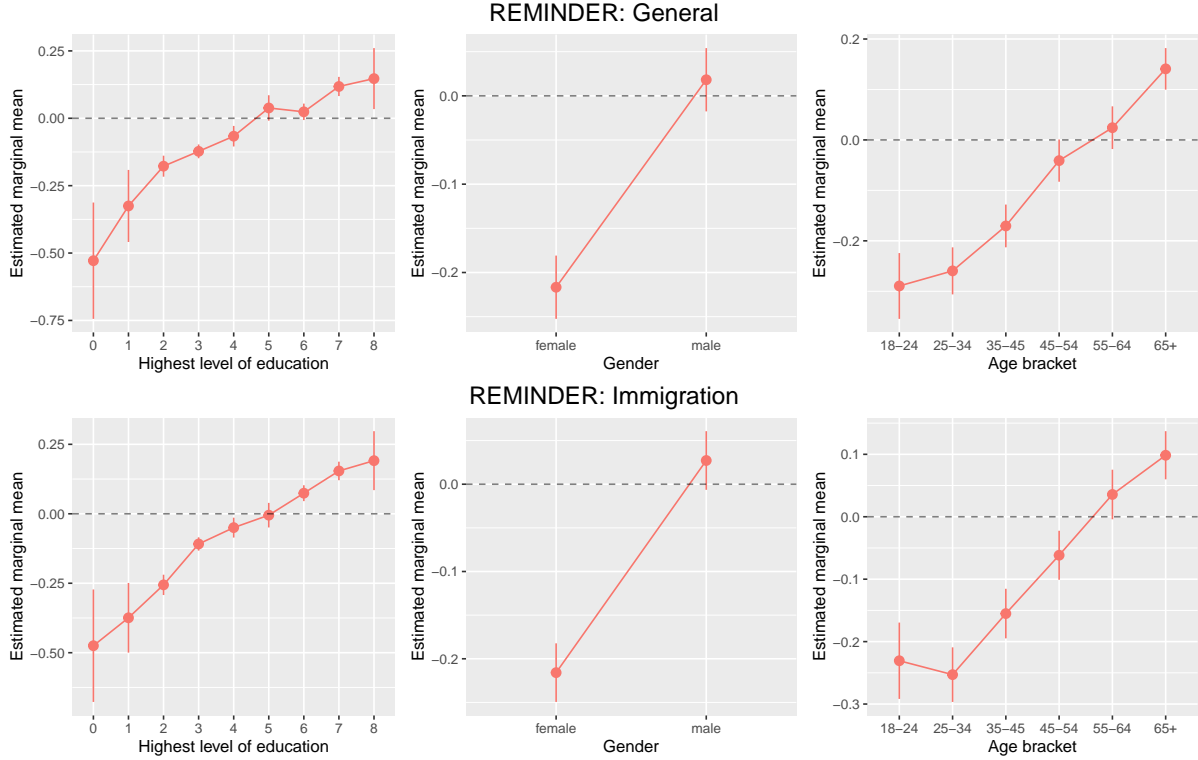 REMINDER: General
Estimated marginal mean
0.25
0.00
−0.25
−0.50
−0.75
0 1 2 3 4 5 6 7 8
Highest level of education
Estimated marginal mean
0.0
−0.1
−0.2
female male
Gender
Estimated marginal mean
0.2
0.0
−0.2
18−24 25−34 35−45 45−54 55−64 65+
Age bracket
REMINDER: Immigration
Estimated marginal mean
0.25
0.00
−0.25
−0.50
0 1 2 3 4 5 6 7 8
Highest level of education
Estimated marginal mean
0.0
−0.1
−0.2
female male
Gender
Estimated marginal mean
0.1
0.0
−0.1
−0.2
−0.3
18−24 25−34 35−45 45−54 55−64 65+
Age bracket